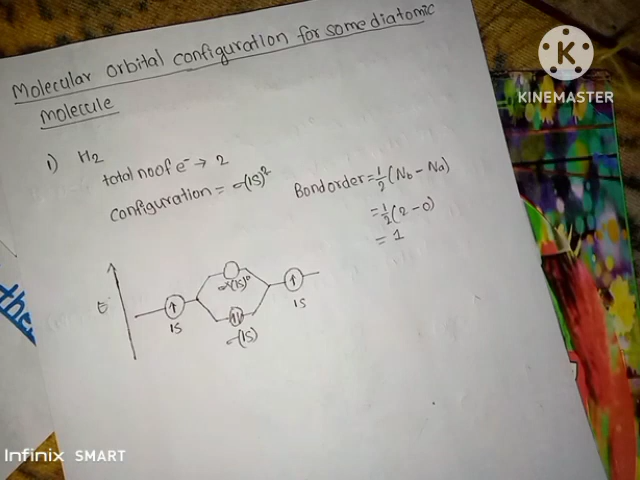 Molecular orbital configuration for some diatomic
molecule
1) H₂
total no of e⁻ → 2
configuration = σ(1S)²
Bond order = 1/2 (Nb - Na)
= 1/2 (2 - 0)
= 1
E
1S
σ*(1S)⁰
σ(1S)
1S
the
K
KINEMASTER
Infinix SMART